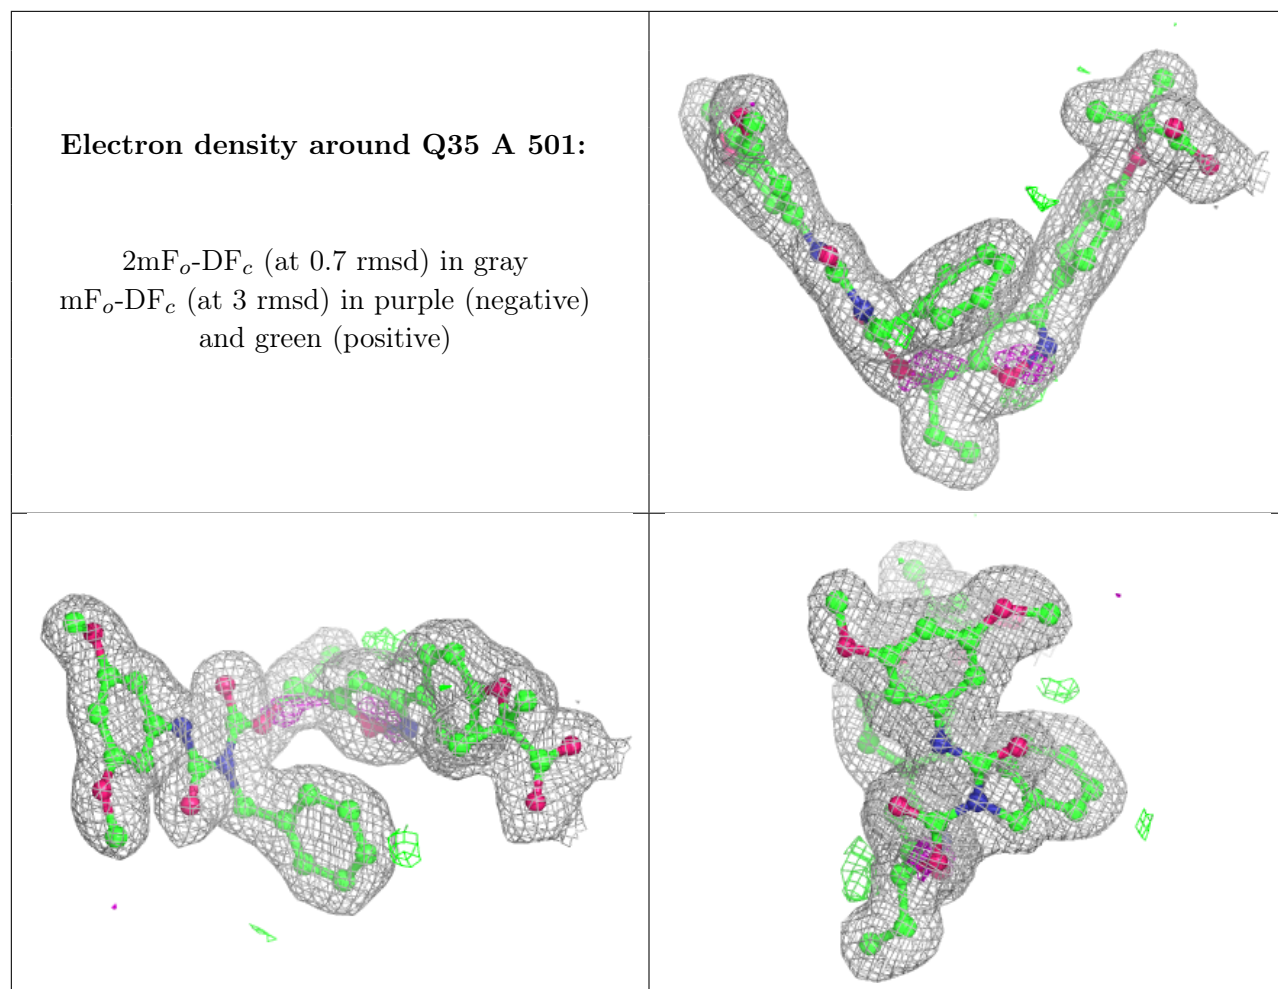 Electron density around Q35 A 501:
2mFo-DFc (at 0.7 rmsd) in gray
mFo-DFc (at 3 rmsd) in purple (negative)
and green (positive)